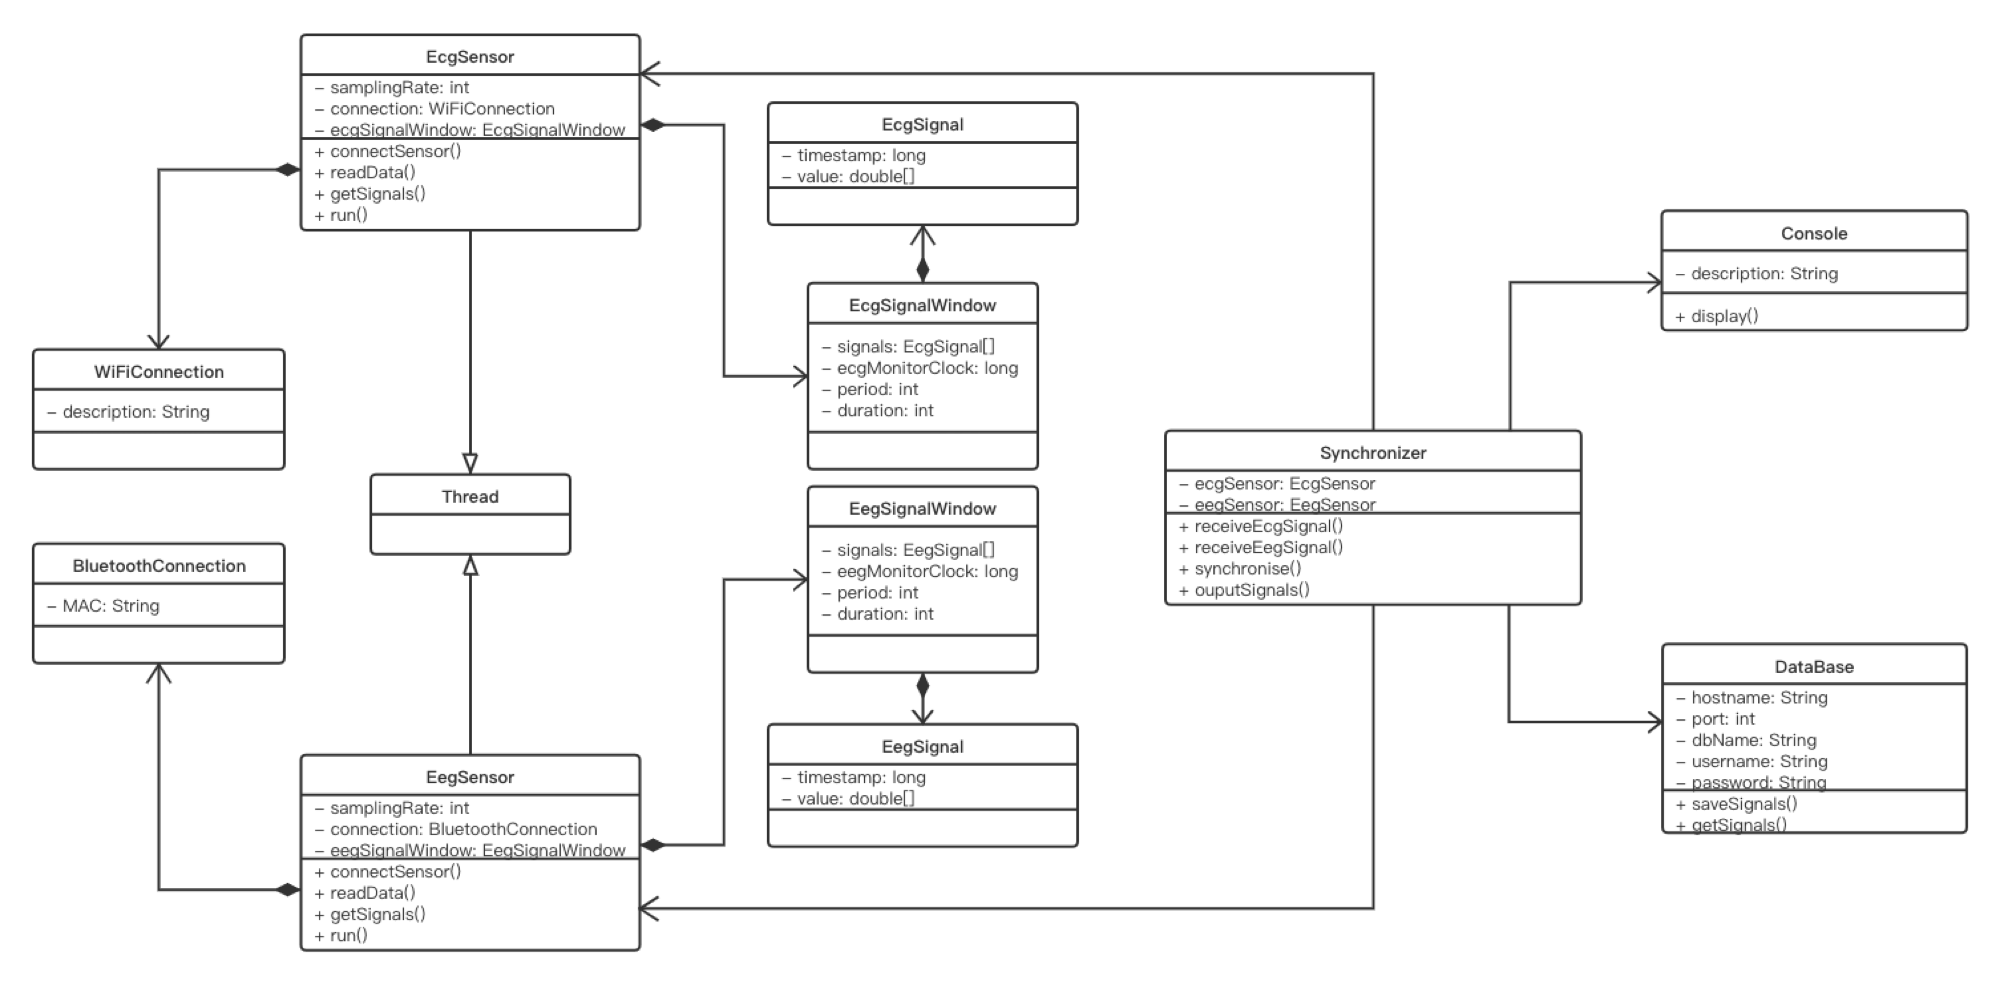 EcgSensor
– samplingRate: int
– connection: WiFiConnection
– ecgSignalWindow: EcgSignalWindow
+ connectSensor()
+ readData()
+ getSignals()
+ run()
EcgSignal
– timestamp: long
– value: double[]
Console
– description: String
+ display()
EcgSignalWindow
– signals: EcgSignal[]
– ecgMonitorClock: long
– period: int
– duration: int
WiFiConnection
– description: String
Synchronizer
– ecgSensor: EcgSensor
– eegSensor: EegSensor
+ receiveEcgSignal()
+ receiveEegSignal()
+ synchronise()
+ ouputSignals()
Thread
EegSignalWindow
– signals: EegSignal[]
– eegMonitorClock: long
– period: int
– duration: int
BluetoothConnection
– MAC: String
DataBase
– hostname: String
– port: int
– dbName: String
– username: String
– password: String
+ saveSignals()
+ getSignals()
EegSignal
– timestamp: long
– value: double[]
EegSensor
– samplingRate: int
– connection: BluetoothConnection
– eegSignalWindow: EegSignalWindow
+ connectSensor()
+ readData()
+ getSignals()
+ run()